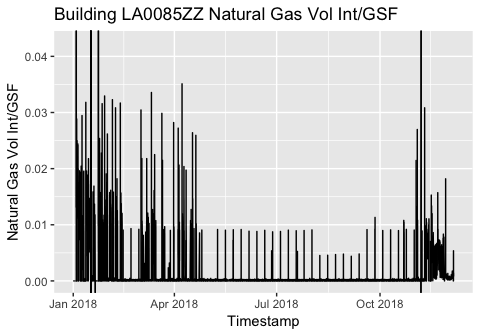 Building LA0085ZZ Natural Gas Vol Int/GSF
Natural Gas Vol Int/GSF
0.04
0.03
0.02
0.01
0.00
Jan 2018
Apr 2018
Jul 2018
Oct 2018
Timestamp